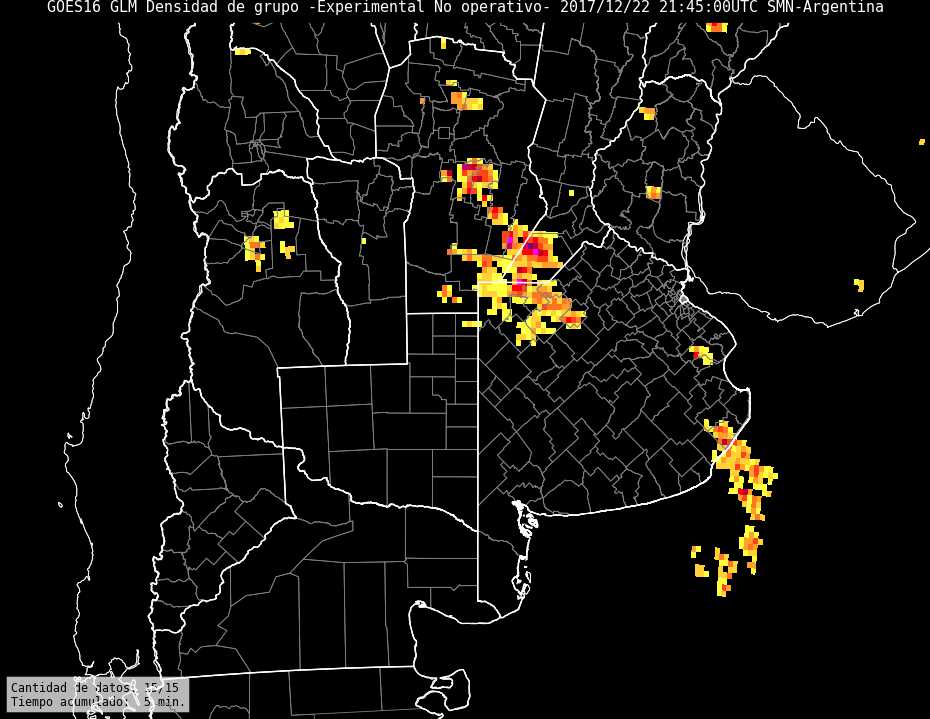 GOES16 GLM Densidad de grupo -Experimental No operativo- 2017/12/22 21:45:00UTC SMN-Argentina
Cantidad de datos: 15/15
Tiempo acumulado: 5 min.